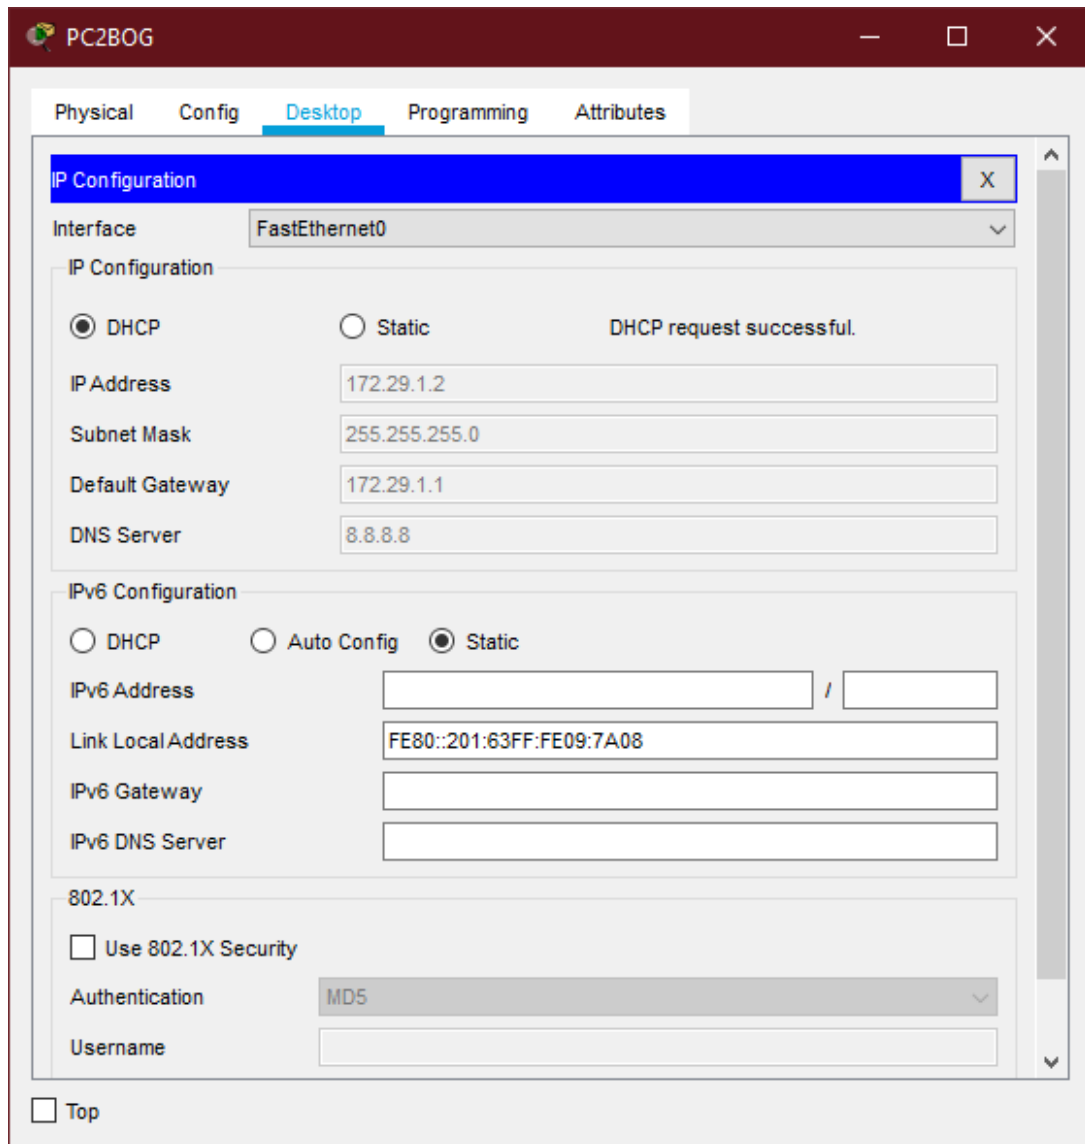 PC2BOG
Physical Config Desktop Programming Attributes
IP Configuration X
Interface FastEthernet0
IP Configuration
DHCP Static DHCP request successful.
IP Address 172.29.1.2
Subnet Mask 255.255.255.0
Default Gateway 172.29.1.1
DNS Server 8.8.8.8
IPv6 Configuration
DHCP Auto Config Static
IPv6 Address /
Link Local Address FE80::201:63FF:FE09:7A08
IPv6 Gateway
IPv6 DNS Server
802.1X
Use 802.1X Security
Authentication MD5
Username
Top